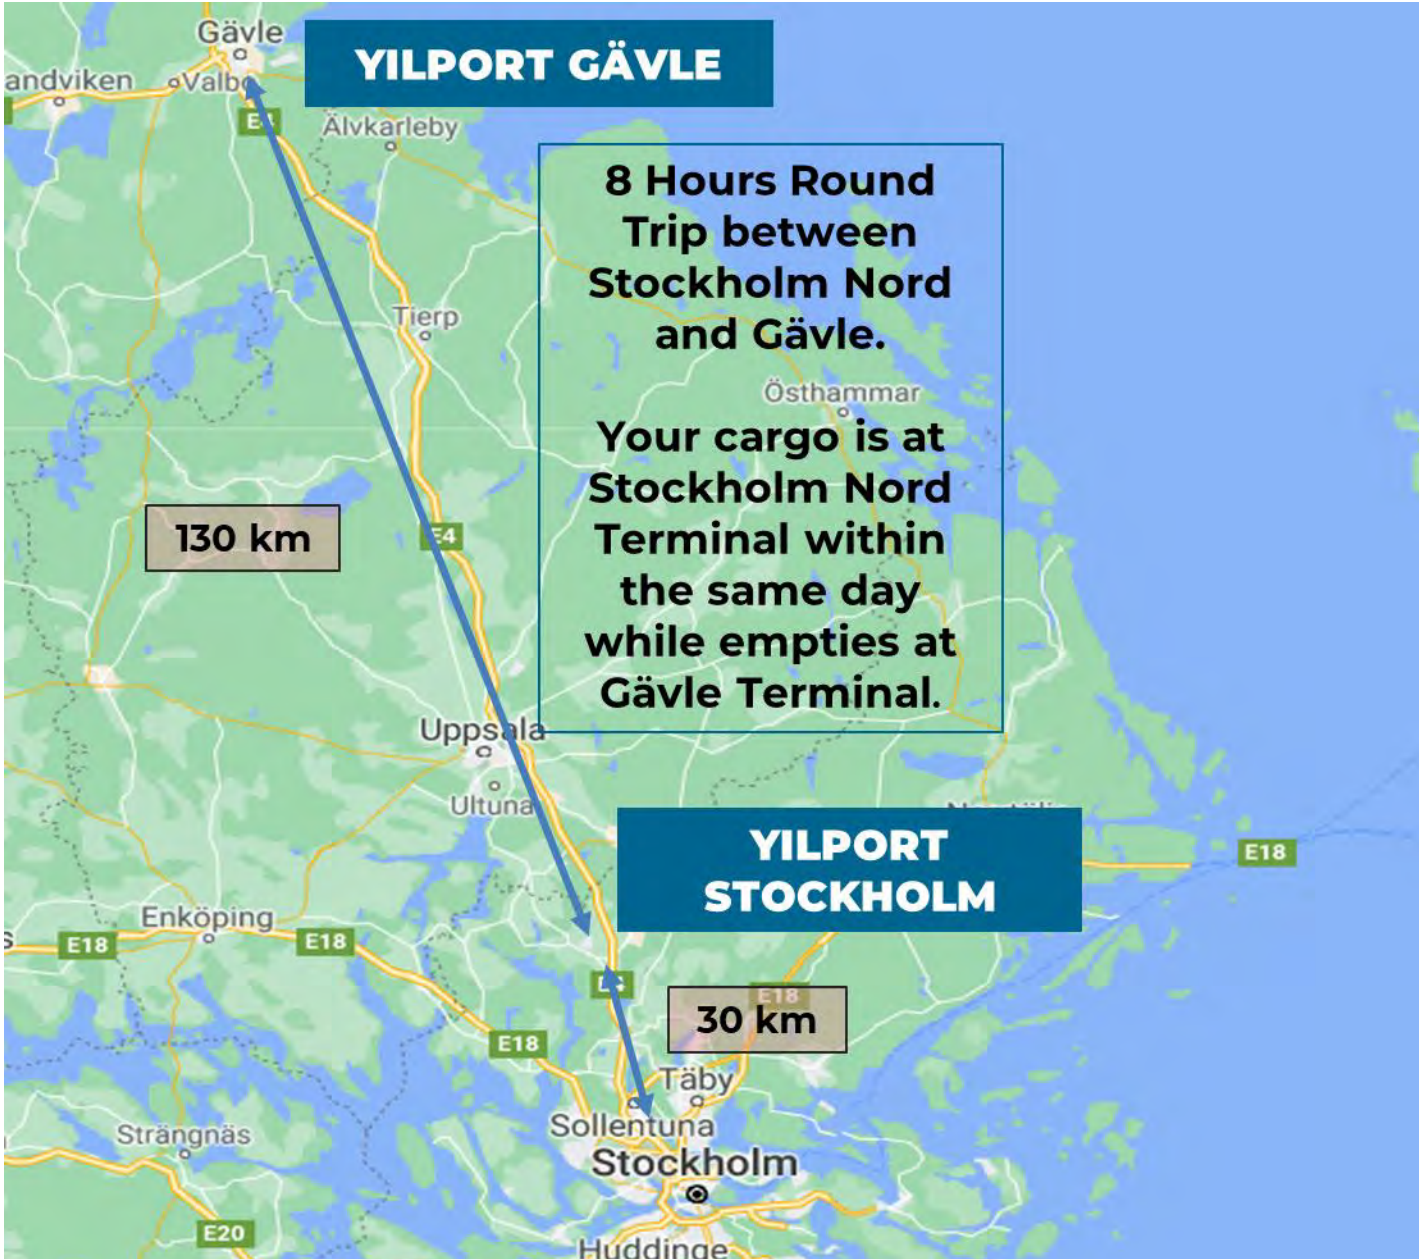 Gävle
YILPORT GÄVLE
andviken
Valbo
E4
Älvkarleby
8 Hours Round
Trip between
Stockholm Nord
and Gävle.
Tierp
Östhammar
Your cargo is at
Stockholm Nord
Terminal within
the same day
while empties at
Gävle Terminal.
130 km
E4
Uppsala
Ultuna
YILPORT
STOCKHOLM
E18
Enköping
E18
E18
E4
E18
30 km
E18
Täby
Sollentuna
Strängnäs
Stockholm
E20
Huddinge